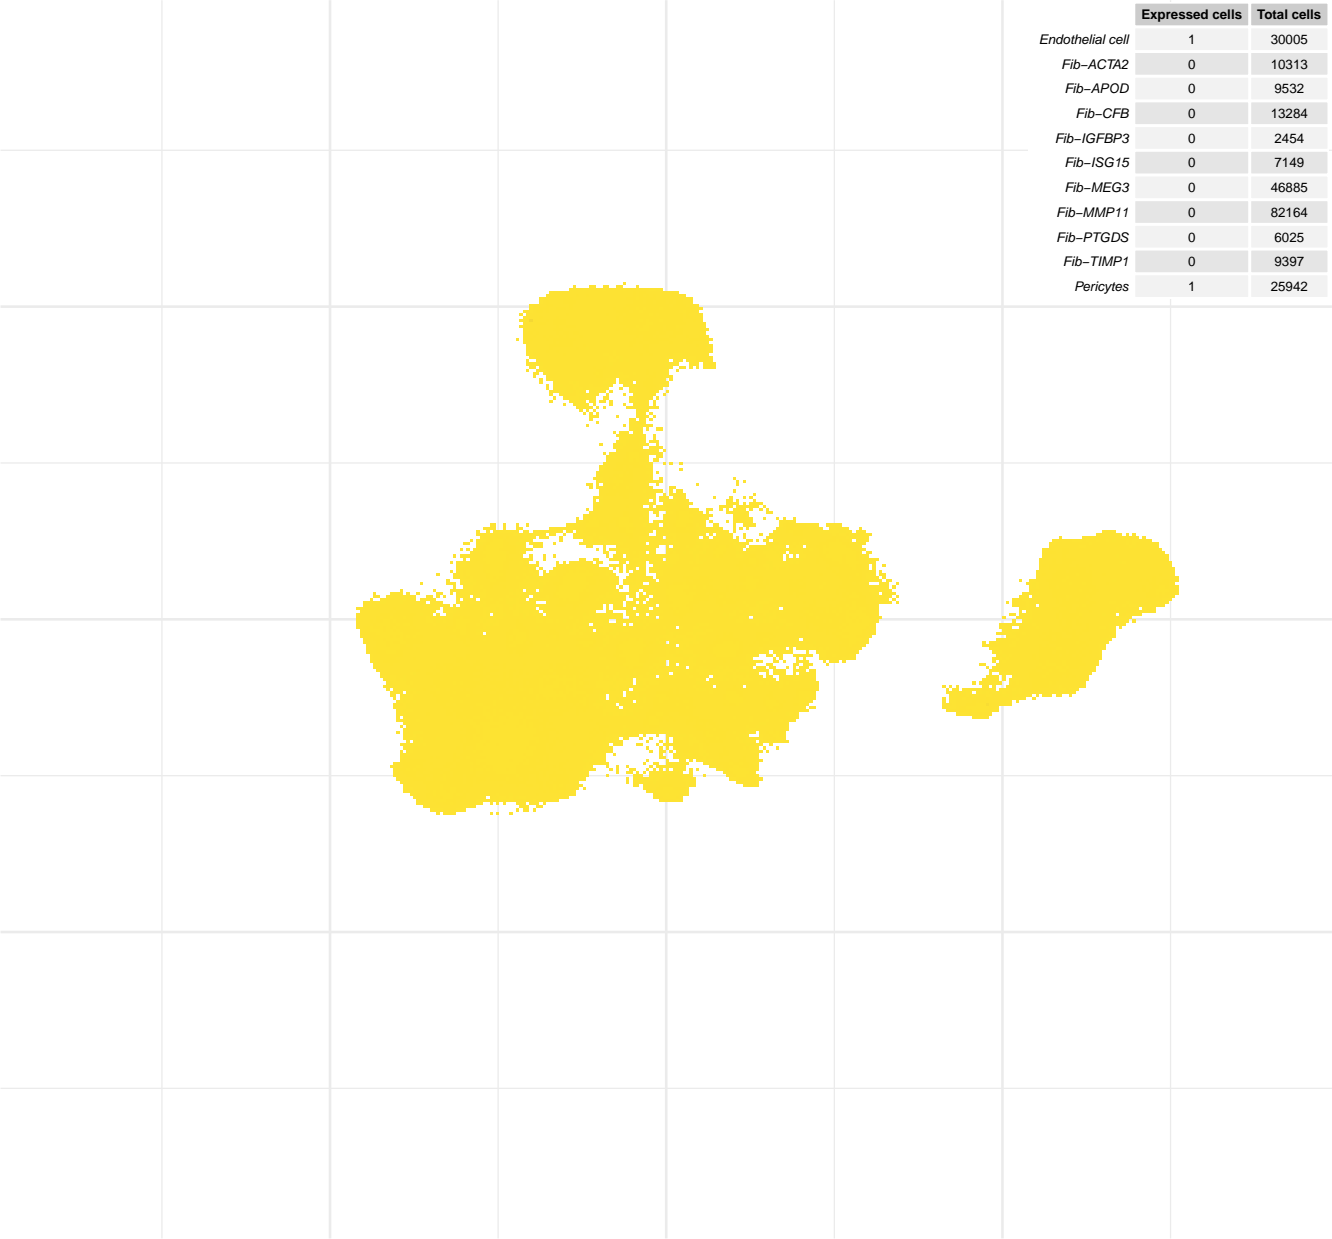 Expressed cells Total cells
Endothelial cell 1 30005
Fib−ACTA2 0 10313
Fib−APOD 0 9532
Fib−CFB 0 13284
Fib−IGFBP3 0 2454
Fib−ISG15 0 7149
Fib−MEG3 0 46885
Fib−MMP11 0 82164
Fib−PTGDS 0 6025
Fib−TIMP1 0 9397
Pericytes 1 25942